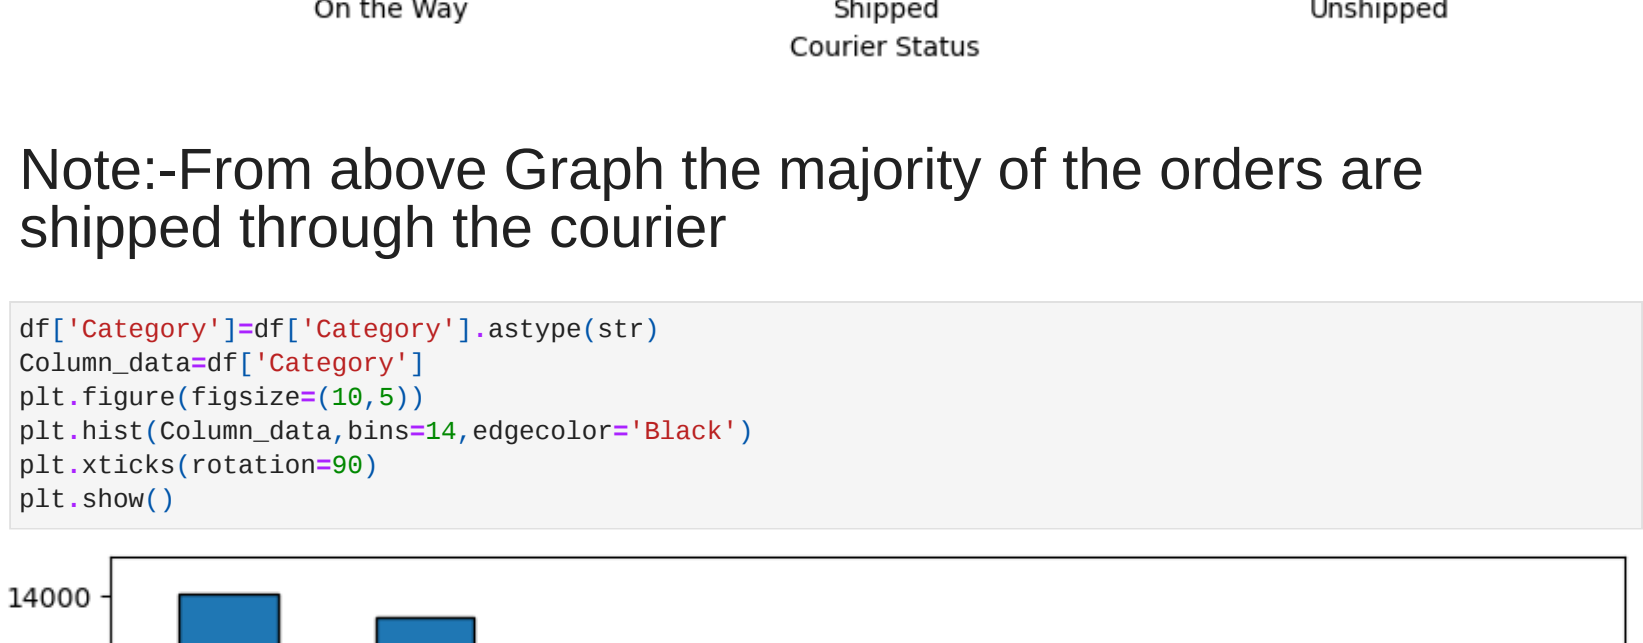 On the Way Shipped Unshipped
Courier Status
Note:-From above Graph the majority of the orders are
shipped through the courier
df['Category']=df['Category'].astype(str)
Column_data=df['Category']
plt.figure(figsize=(10,5))
plt.hist(Column_data,bins=14,edgecolor='Black')
plt.xticks(rotation=90)
plt.show()
14000